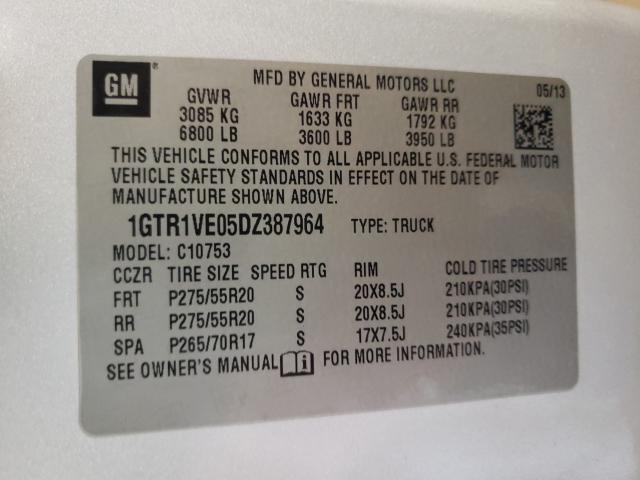 GM®
MFD BY GENERAL MOTORS LLC 05/13
GVWR GAWR FRT GAWR RR
3085 KG 1633 KG 1792 KG
6800 LB 3600 LB 3950 LB
THIS VEHICLE CONFORMS TO ALL APPLICABLE U.S. FEDERAL MOTOR
VEHICLE SAFETY STANDARDS IN EFFECT ON THE DATE OF
MANUFACTURE SHOWN ABOVE.
1GTR1VE05DZ387964 TYPE: TRUCK
MODEL: C10753
CCZR TIRE SIZE SPEED RTG RIM COLD TIRE PRESSURE
FRT P275/55R20 S 20X8.5J 210KPA(30PSI)
RR P275/55R20 S 20X8.5J 210KPA(30PSI)
SPA P265/70R17 S 17X7.5J 240KPA(35PSI)
SEE OWNER'S MANUAL i FOR MORE INFORMATION.